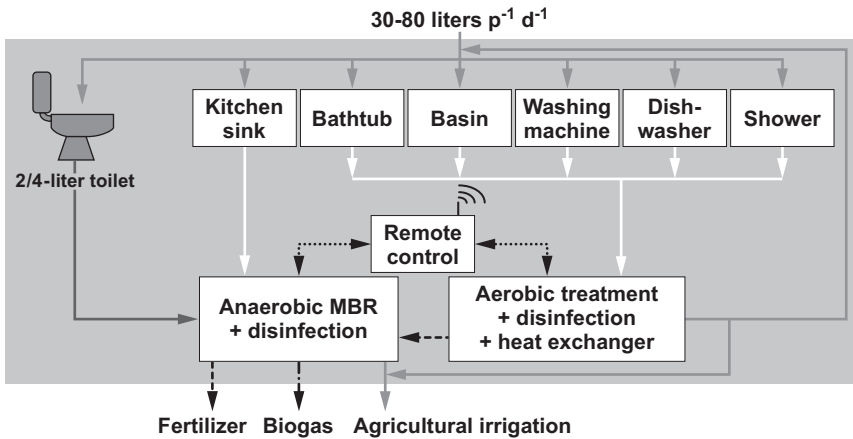 30-80 liters p⁻¹ d⁻¹
Kitchen
sink
Bathtub
Basin
Washing
machine
Dish-
washer
Shower
2/4-liter toilet
Remote
control
Anaerobic MBR
+ disinfection
Aerobic treatment
+ disinfection
+ heat exchanger
Fertilizer
Biogas
Agricultural irrigation